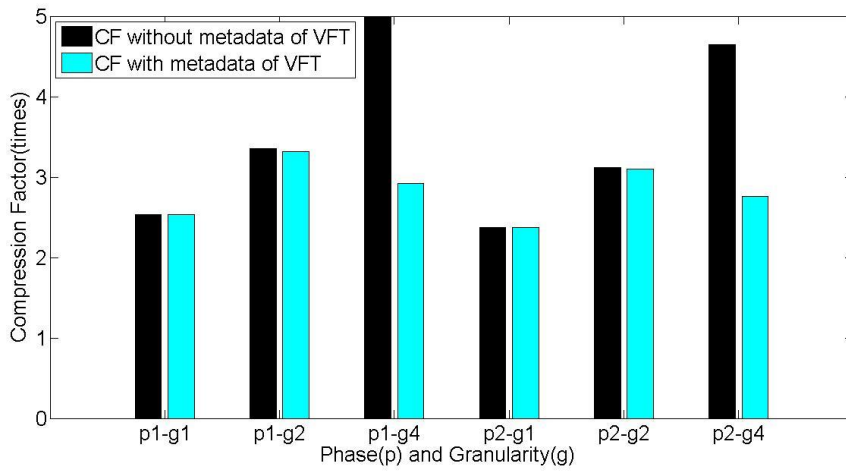 CF without metadata of VFT
CF with metadata of VFT
Compression Factor(times)
5
4
3
2
1
0
p1-g1 p1-g2 p1-g4 p2-g1 p2-g2 p2-g4
Phase(p) and Granularity(g)